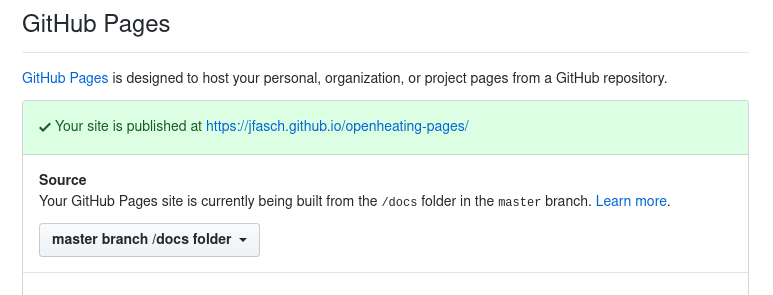 GitHub Pages
GitHub Pages is designed to host your personal, organization, or project pages from a GitHub repository.
Your site is published at https://jfasch.github.io/openheating-pages/
Source
Your GitHub Pages site is currently being built from the /docs folder in the master branch. Learn more.
master branch /docs folder